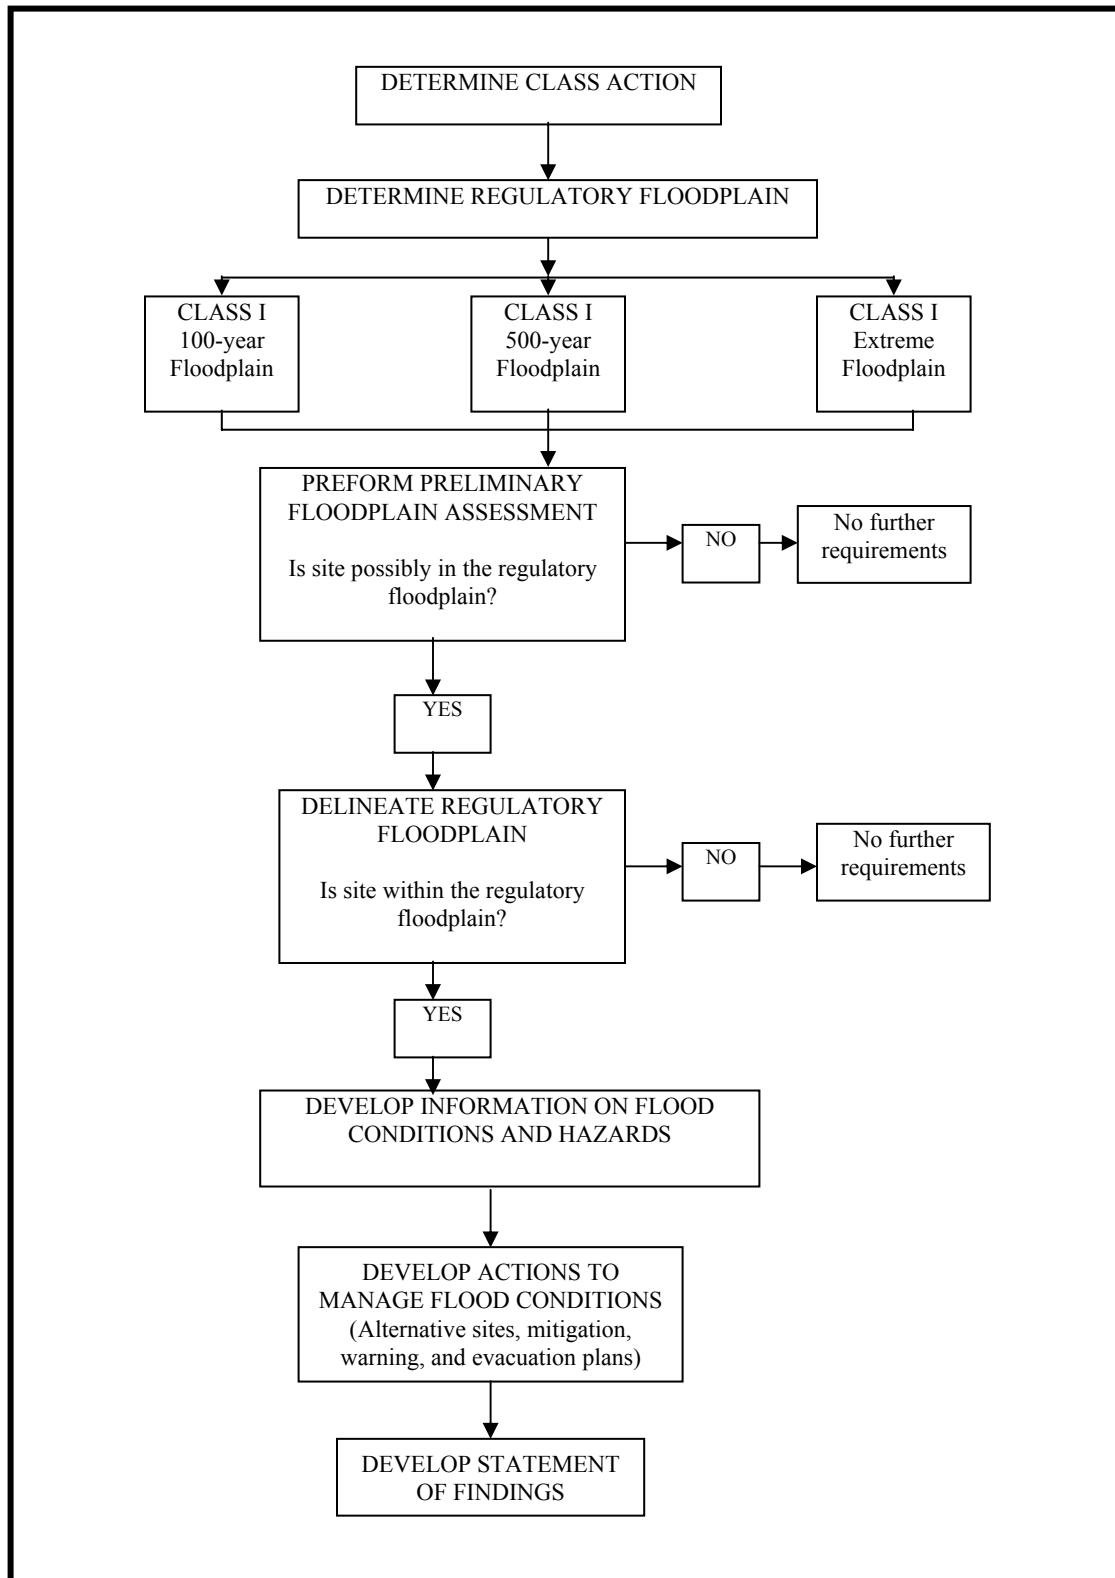 DETERMINE CLASS ACTION
DETERMINE REGULATORY FLOODPLAIN
CLASS I
100-year
Floodplain
CLASS I
500-year
Floodplain
CLASS I
Extreme
Floodplain
PREFORM PRELIMINARY
FLOODPLAIN ASSESSMENT
Is site possibly in the regulatory
floodplain?
NO
No further
requirements
YES
DELINEATE REGULATORY
FLOODPLAIN
Is site within the regulatory
floodplain?
NO
No further
requirements
YES
DEVELOP INFORMATION ON FLOOD
CONDITIONS AND HAZARDS
DEVELOP ACTIONS TO
MANAGE FLOOD CONDITIONS
(Alternative sites, mitigation,
warning, and evacuation plans)
DEVELOP STATEMENT
OF FINDINGS